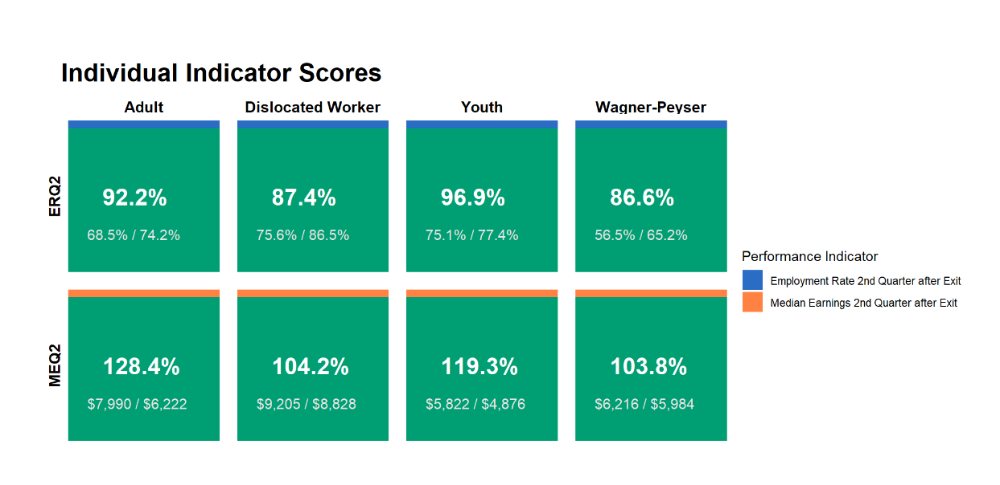 Individual Indicator Scores
Adult Dislocated Worker Youth Wagner-Peyser
ERQ2
92.2% 87.4% 96.9% 86.6%
68.5% / 74.2% 75.6% / 86.5% 75.1% / 77.4% 56.5% / 65.2%
MEQ2
128.4% 104.2% 119.3% 103.8%
$7,990 / $6,222 $9,205 / $8,828 $5,822 / $4,876 $6,216 / $5,984
Performance Indicator
Employment Rate 2nd Quarter after Exit
Median Earnings 2nd Quarter after Exit